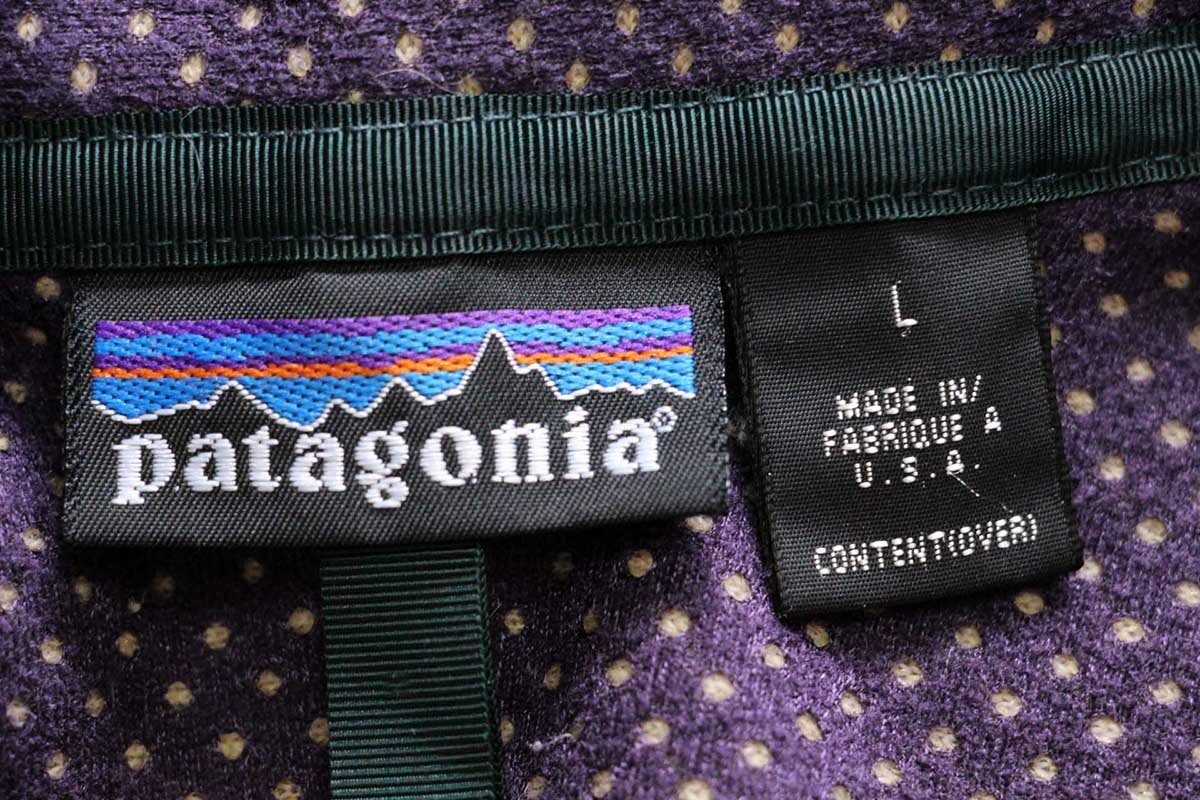 patagonia®
L
MADE IN/
FABRIQUE A
U.S.A.
CONTENT(OVER)